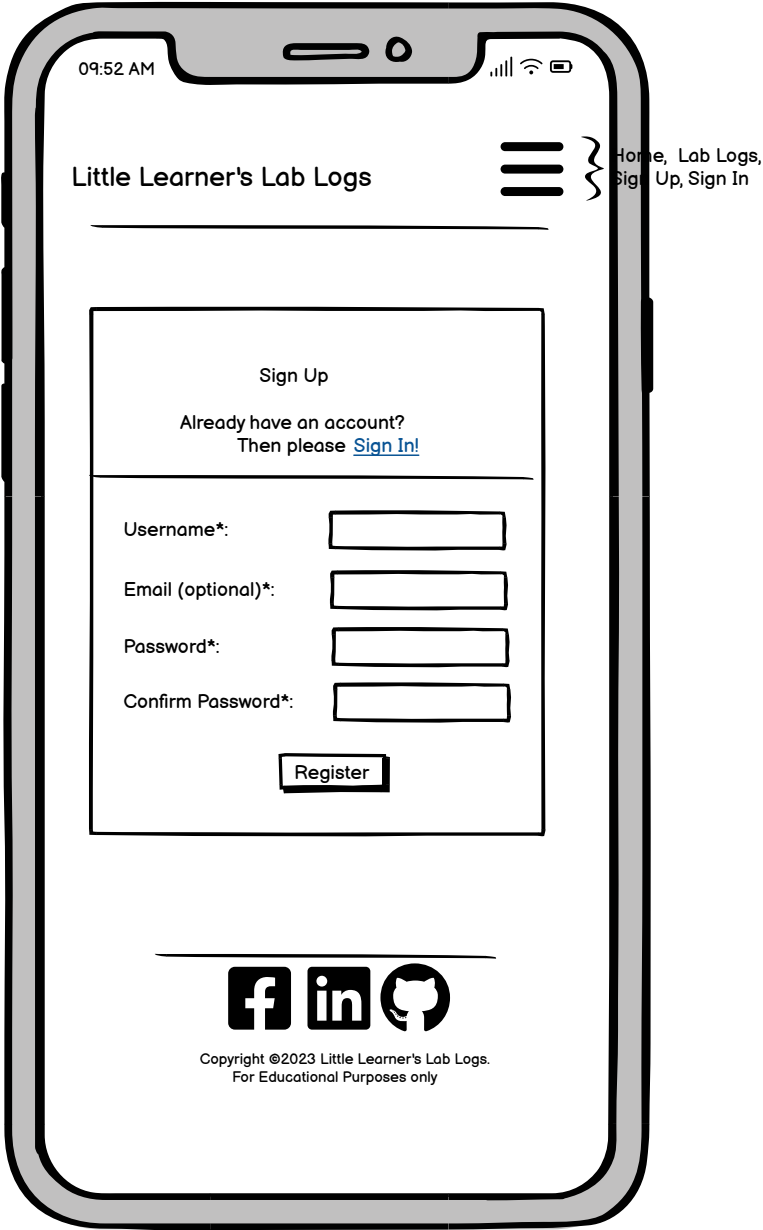 09:52 AM
Home, Lab Logs,
Sign Up, Sign In
Little Learner's Lab Logs
Sign Up
Already have an account?
Then please Sign In!
Username*:
Email (optional)*:
Password*:
Confirm Password*:
Register
f in
Copyright ©2023 Little Learner's Lab Logs.
For Educational Purposes only